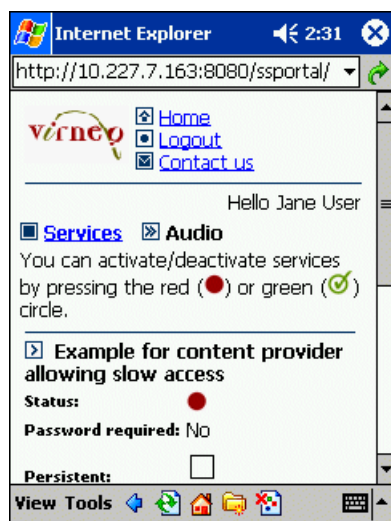 Internet Explorer 2:31
http://10.227.7.163:8080/ssportal/
virneo
Home
Logout
Contact us
Hello Jane User
Services Audio
You can activate/deactivate services
by pressing the red () or green ()
circle.
Example for content provider
allowing slow access
Status:
Password required: No
Persistent:
View Tools